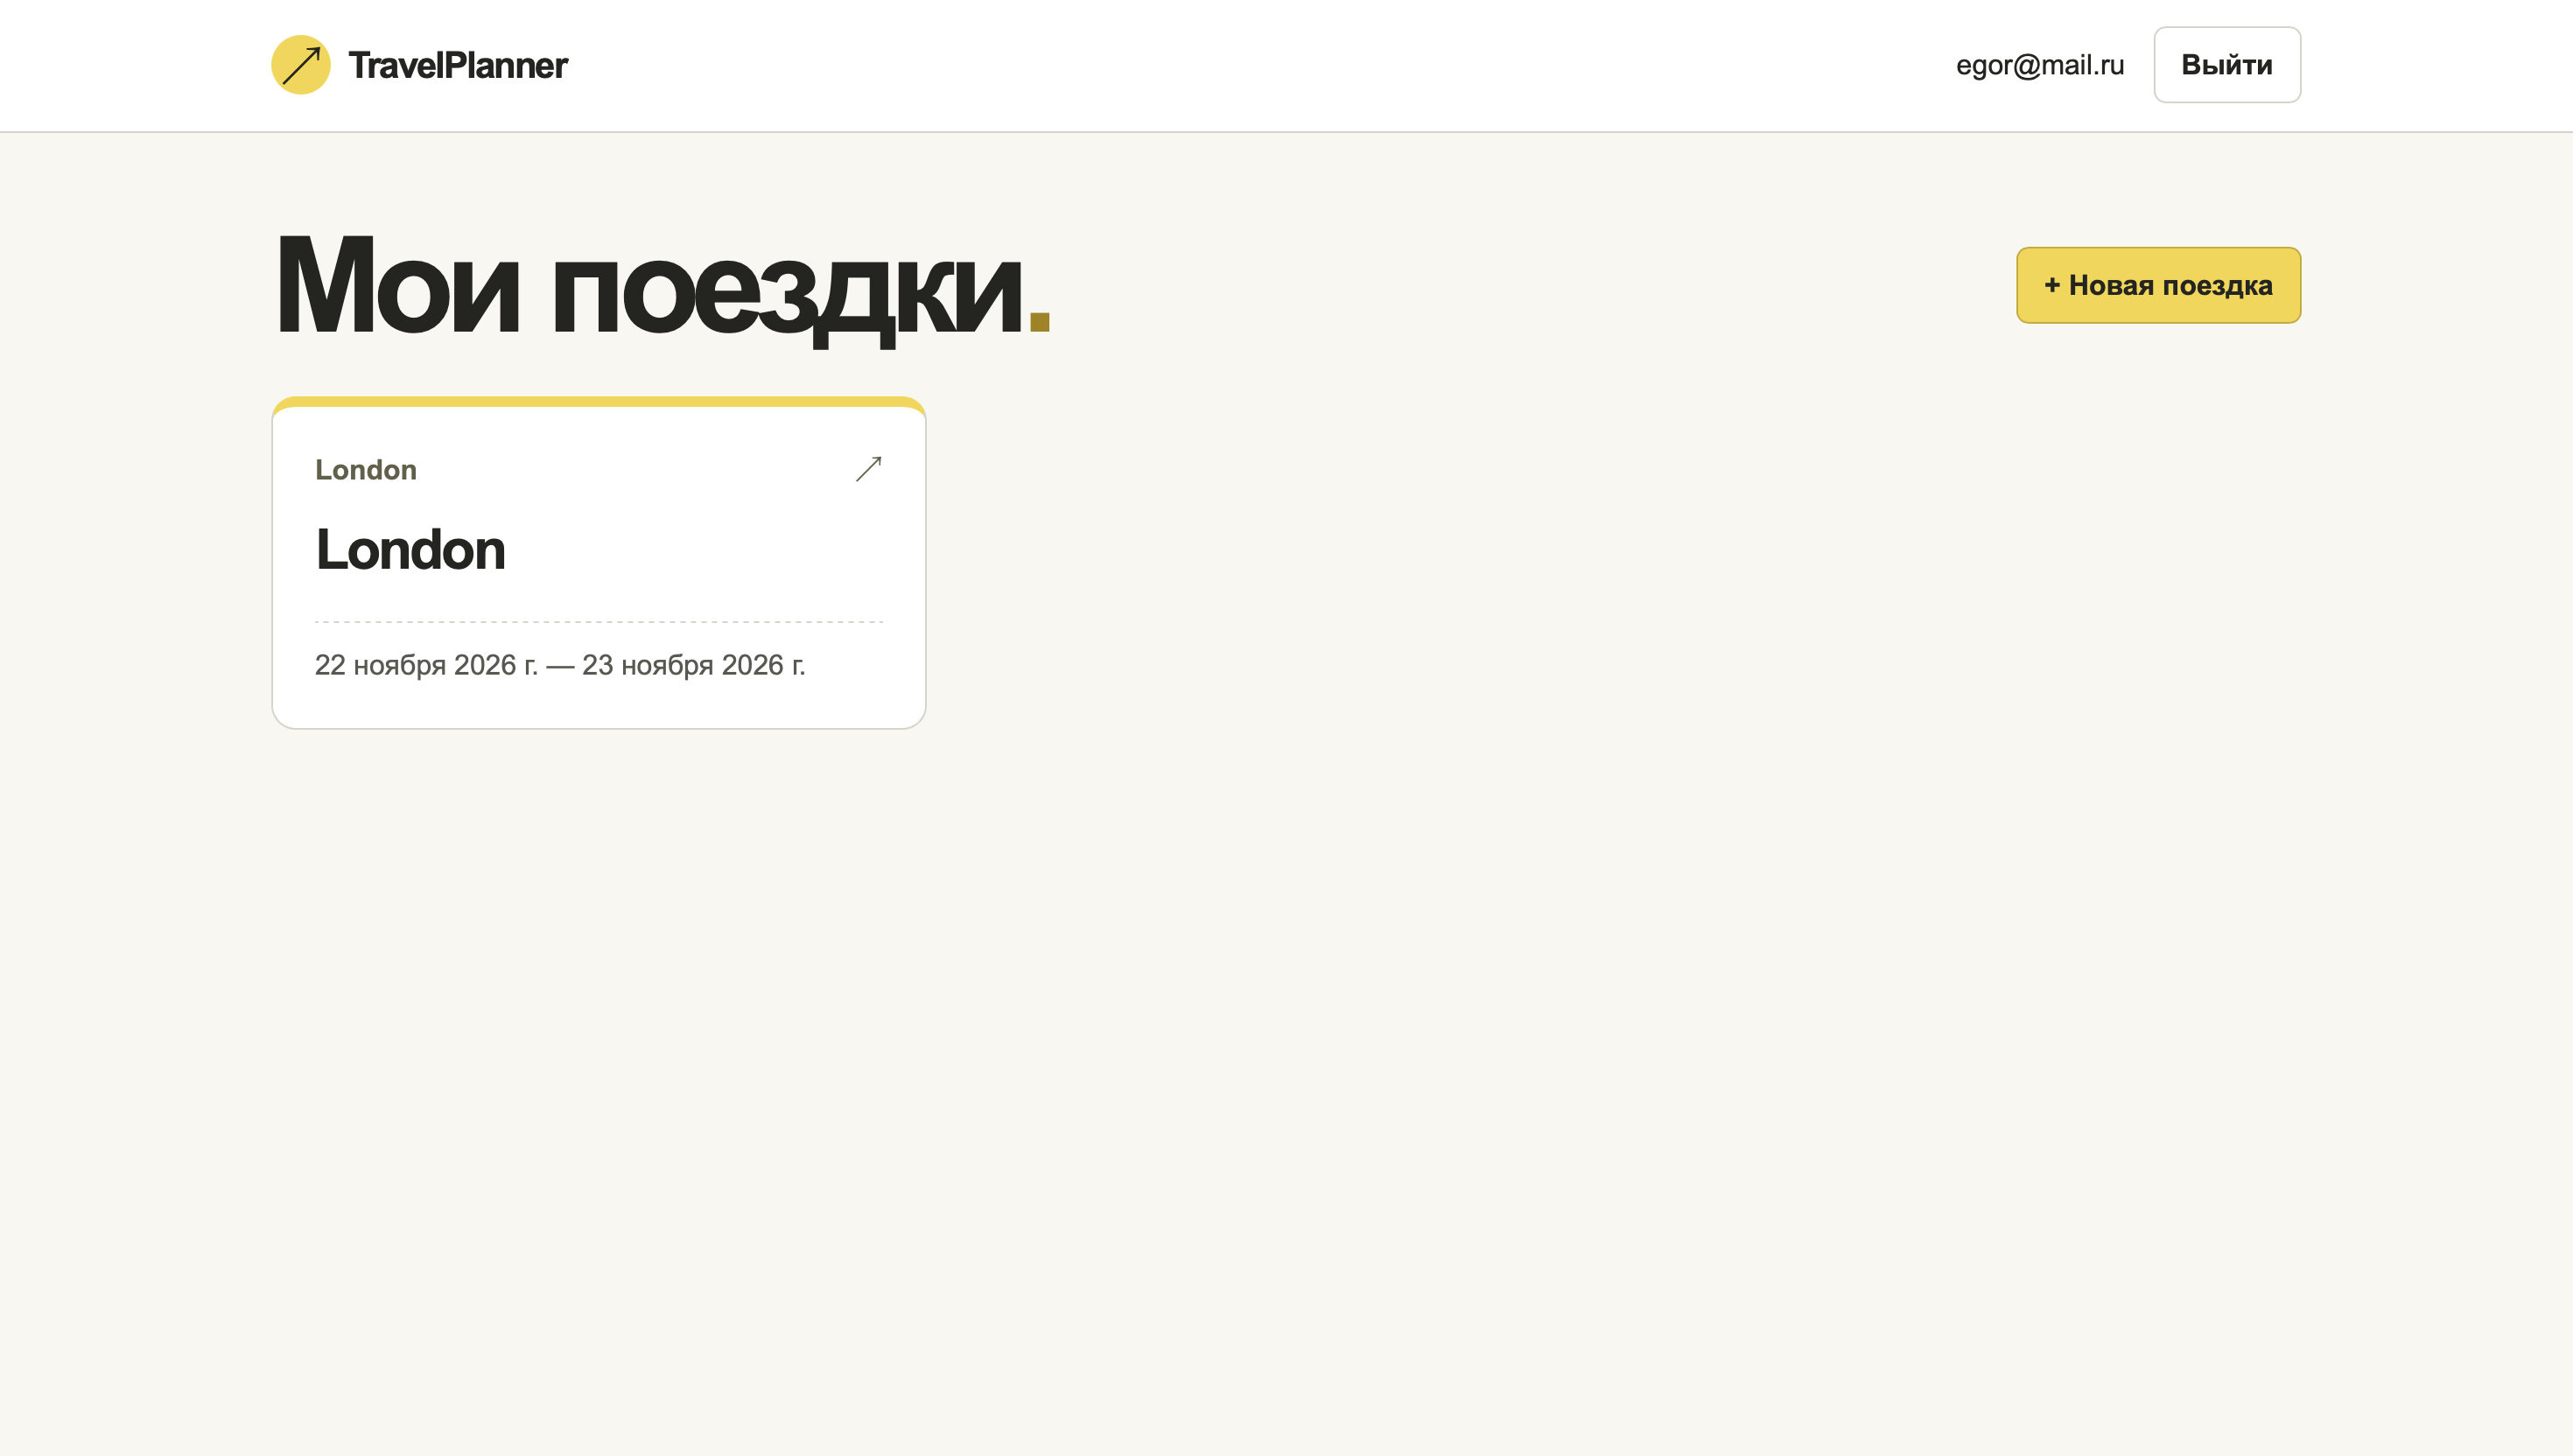 TravelPlanner
egor@mail.ru
Выйти
Мои поездки.
+ Новая поездка
London
London
22 ноября 2026 г. — 23 ноября 2026 г.